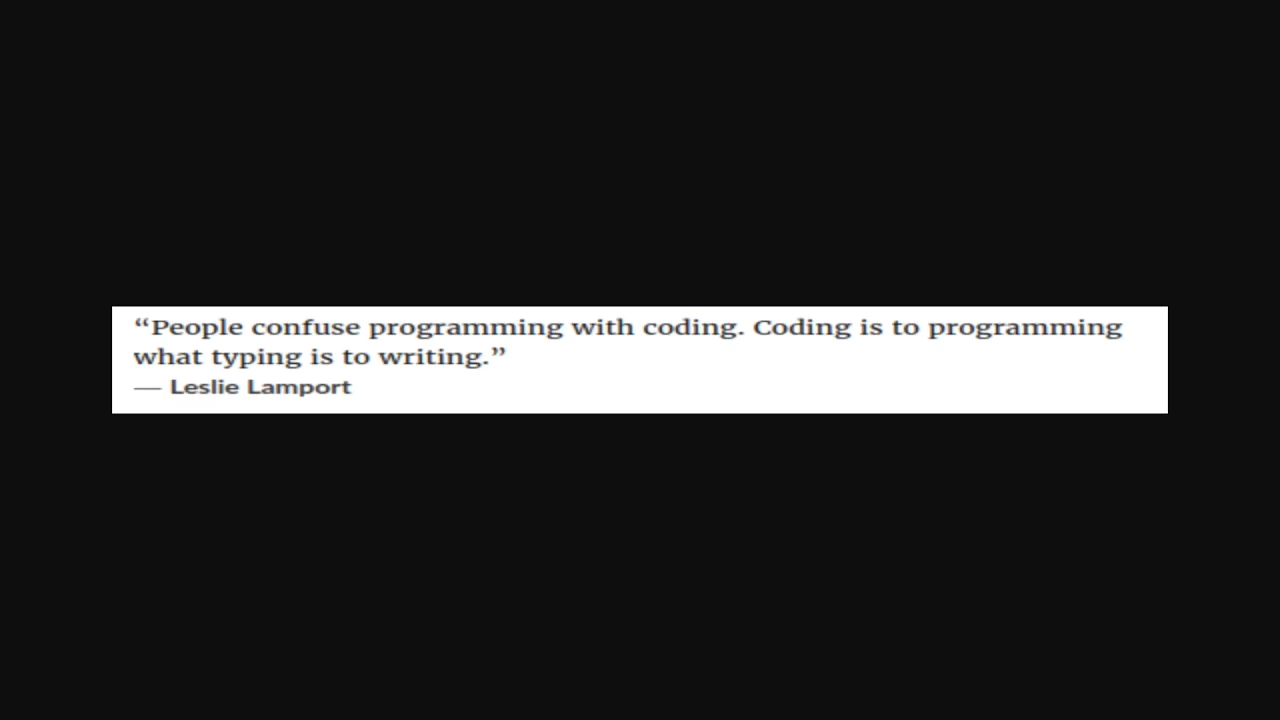 “People confuse programming with coding. Coding is to programming
what typing is to writing.”
— Leslie Lamport